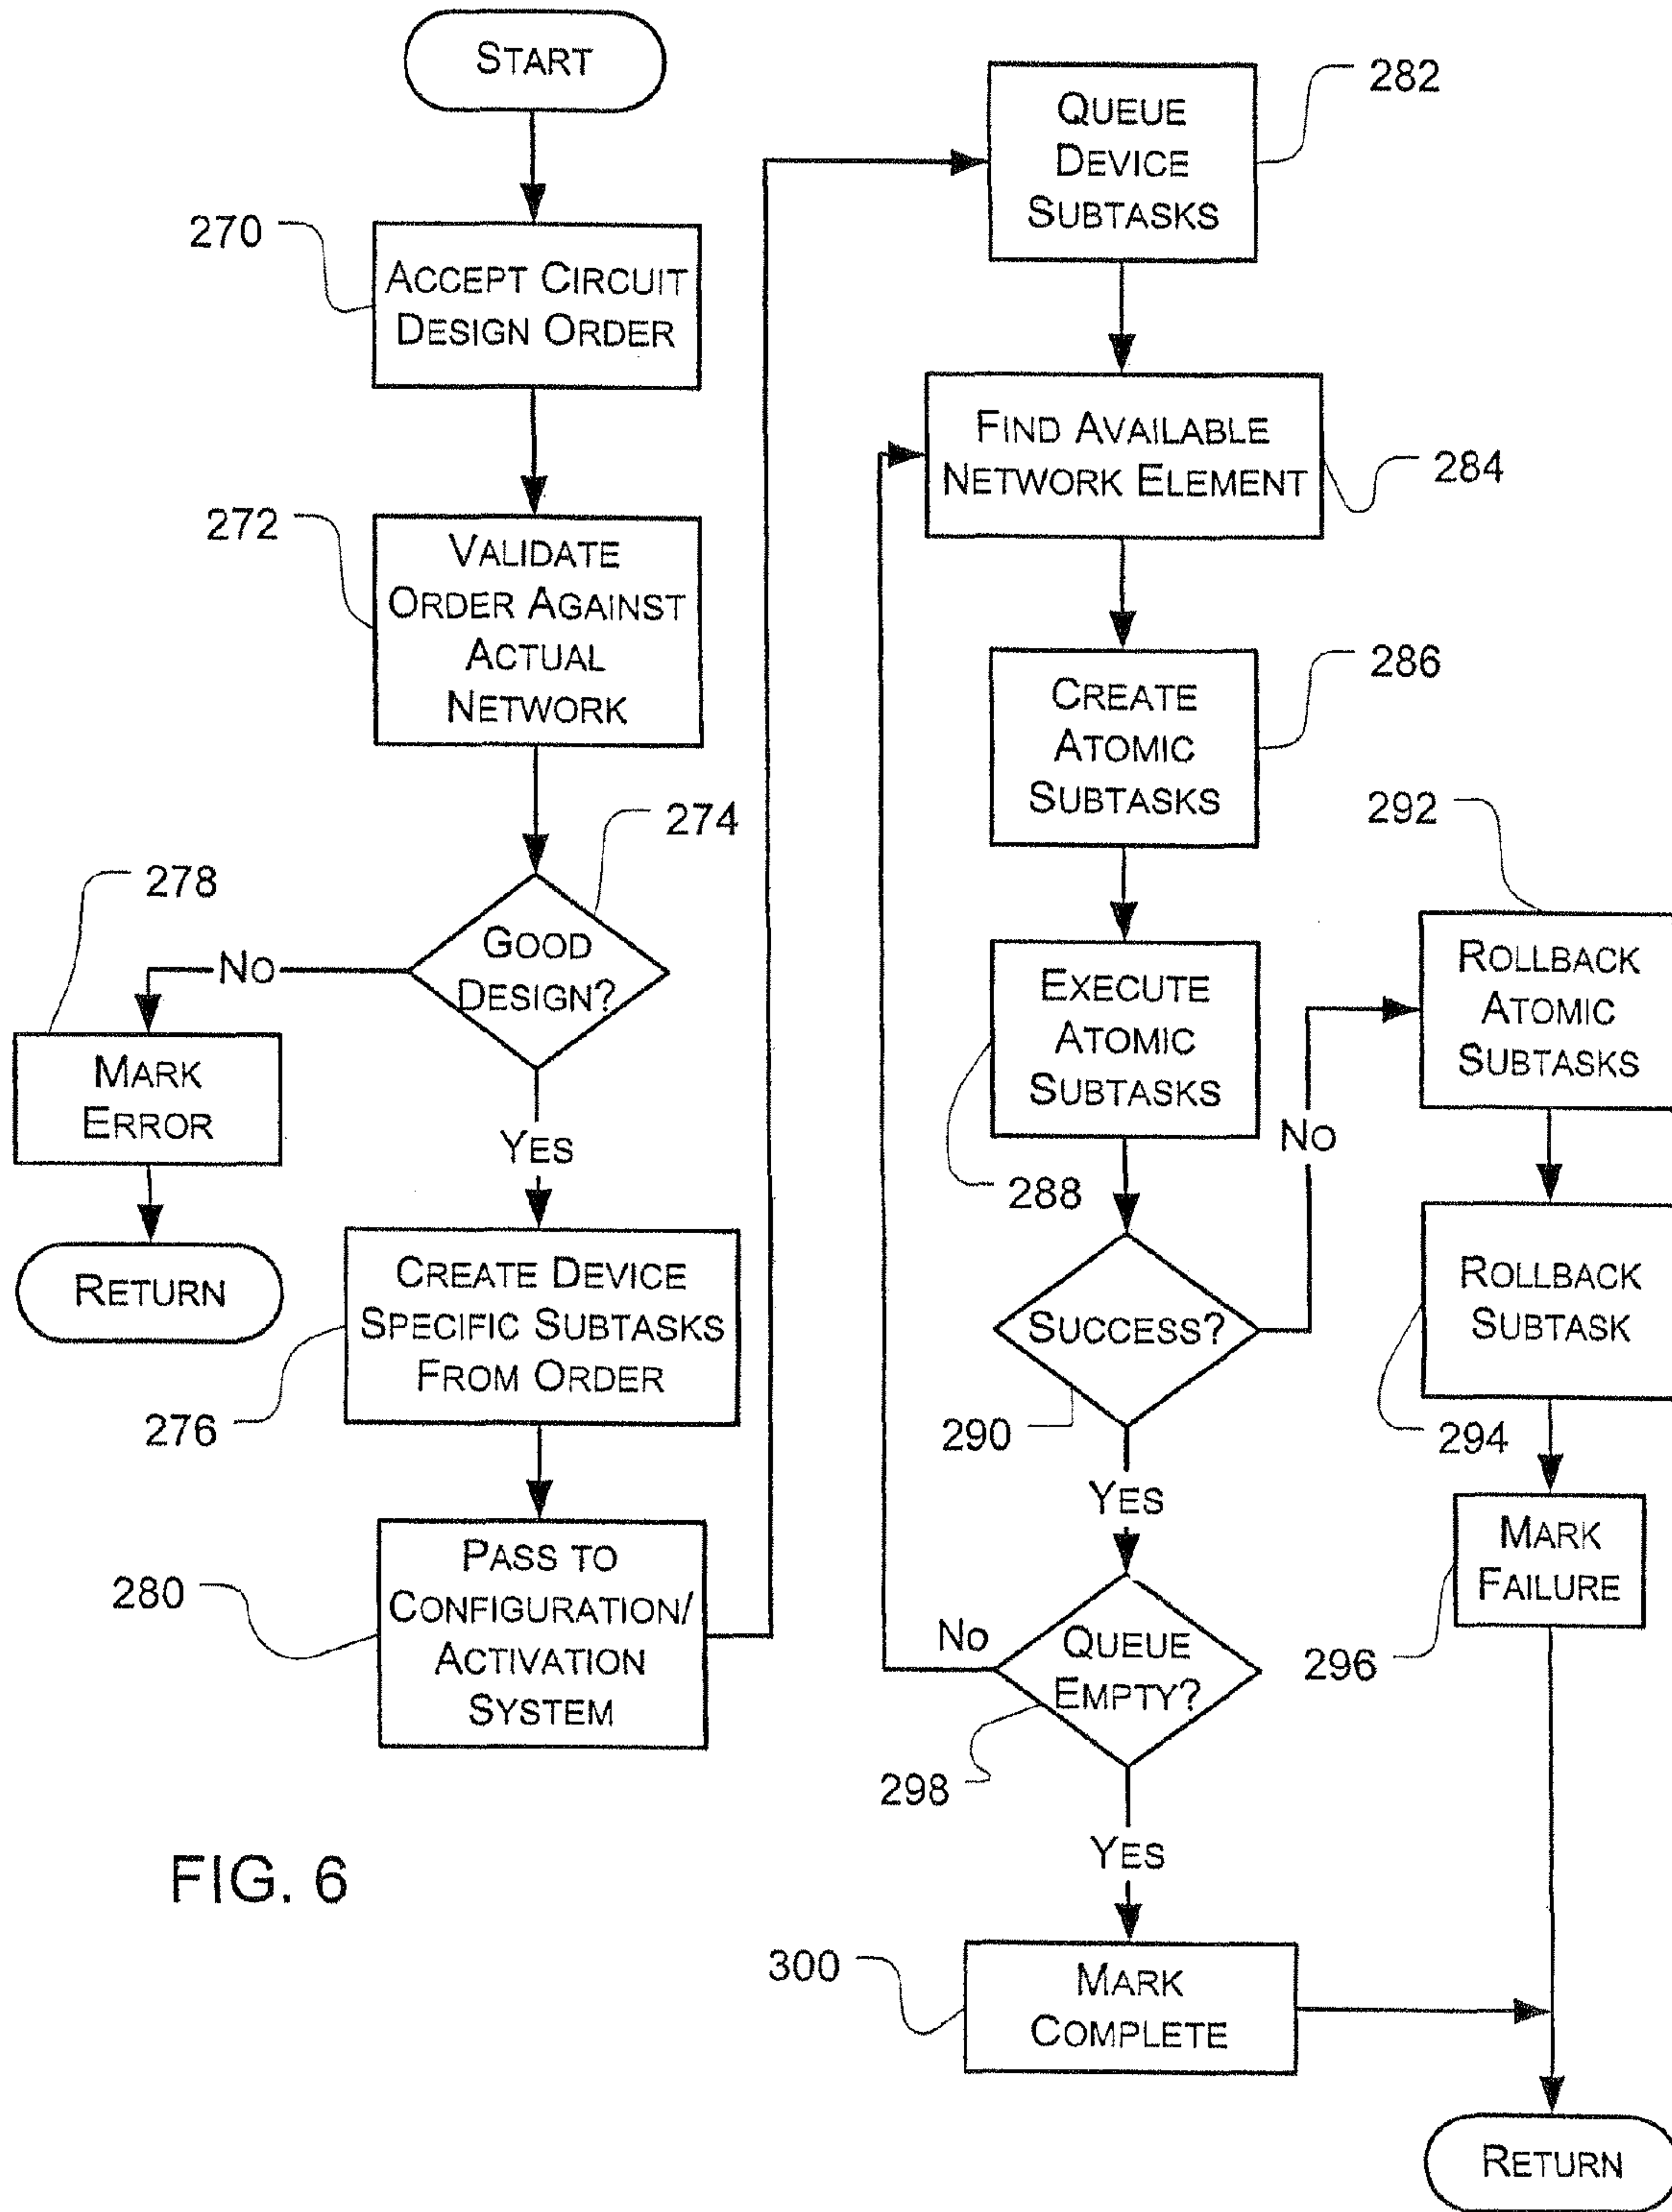 START
270
ACCEPT CIRCUIT
DESIGN ORDER
272
VALIDATE
ORDER AGAINST
ACTUAL
NETWORK
274
GOOD
DESIGN?
NO
278
MARK
ERROR
RETURN
YES
CREATE DEVICE
SPECIFIC SUBTASKS
FROM ORDER
276
PASS TO
CONFIGURATION/
ACTIVATION
SYSTEM
280
282
QUEUE
DEVICE
SUBTASKS
FIND AVAILABLE
NETWORK ELEMENT
284
286
CREATE
ATOMIC
SUBTASKS
EXECUTE
ATOMIC
SUBTASKS
288
SUCCESS?
290
NO
292
ROLLBACK
ATOMIC
SUBTASKS
ROLLBACK
SUBTASK
294
MARK
FAILURE
296
YES
QUEUE
EMPTY?
NO
298
YES
300
MARK
COMPLETE
RETURN
FIG. 6